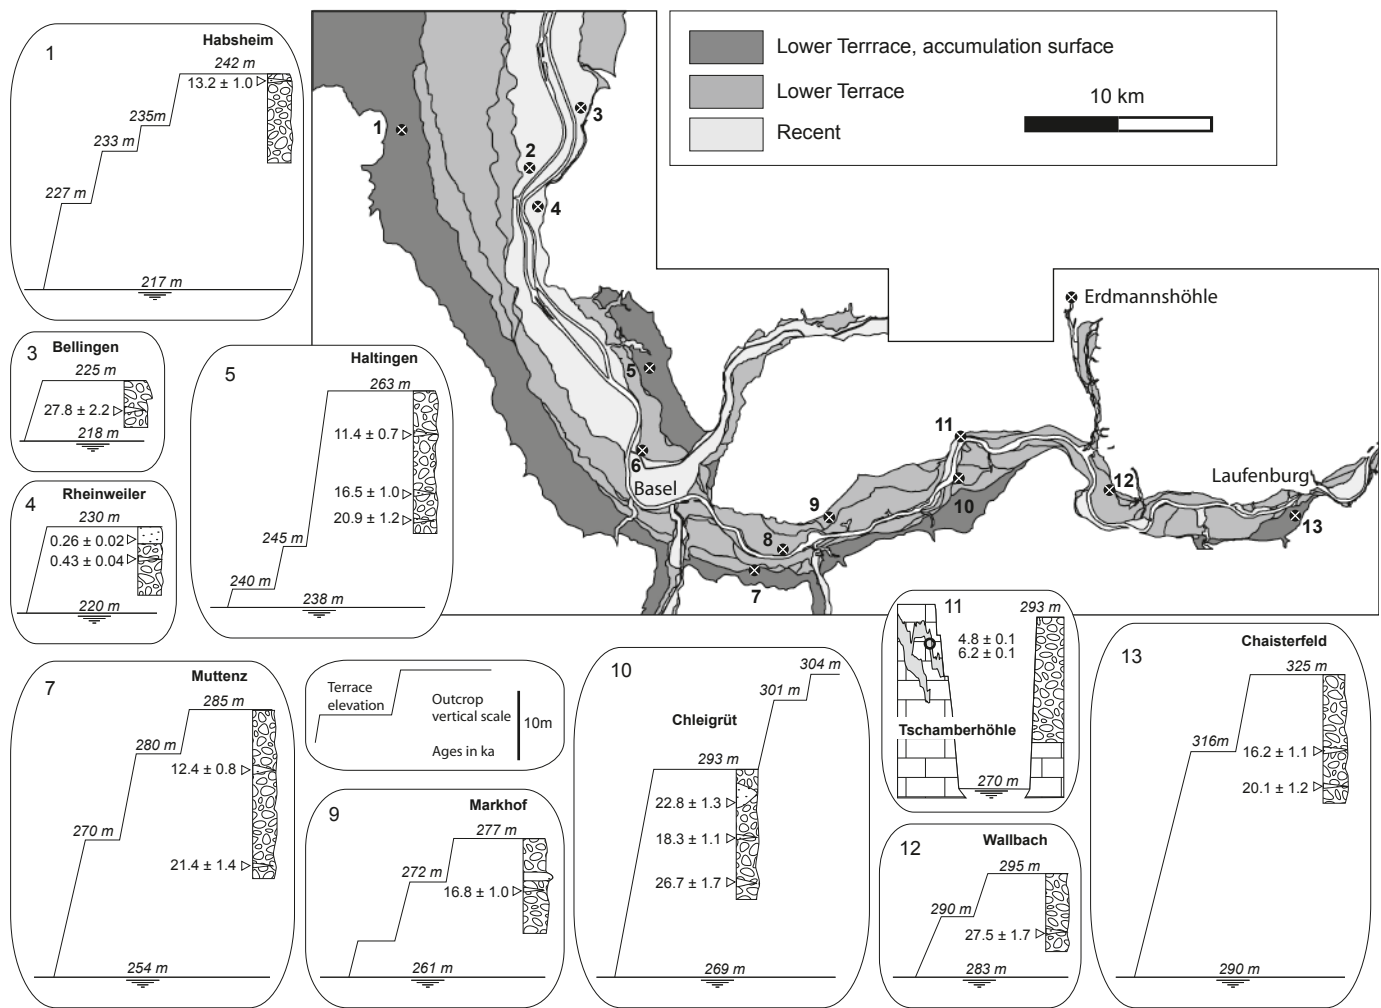 1
Habsheim
242 m
13.2 ± 1.0
235m
233 m
227 m
217 m
Lower Terrrace, accumulation surface
Lower Terrace
Recent
10 km
1
2
3
4
5
6
Basel
7
8
9
10
11
12
13
Erdmannshöhle
Laufenburg
3
Bellingen
225 m
27.8 ± 2.2
218 m
4
Rheinweiler
230 m
0.26 ± 0.02
0.43 ± 0.04
220 m
5
Haltingen
263 m
11.4 ± 0.7
16.5 ± 1.0
20.9 ± 1.2
245 m
240 m
238 m
7
Muttenz
285 m
280 m
12.4 ± 0.8
270 m
21.4 ± 1.4
254 m
Terrace
elevation
Outcrop
vertical scale
10m
Ages in ka
9
Markhof
277 m
272 m
16.8 ± 1.0
261 m
10
304 m
301 m
Chleigrüt
293 m
22.8 ± 1.3
18.3 ± 1.1
26.7 ± 1.7
269 m
11
293 m
4.8 ± 0.1
6.2 ± 0.1
Tschamberhöhle
270 m
12
Wallbach
295 m
290 m
27.5 ± 1.7
283 m
13
Chaisterfeld
325 m
316m
16.2 ± 1.1
20.1 ± 1.2
290 m